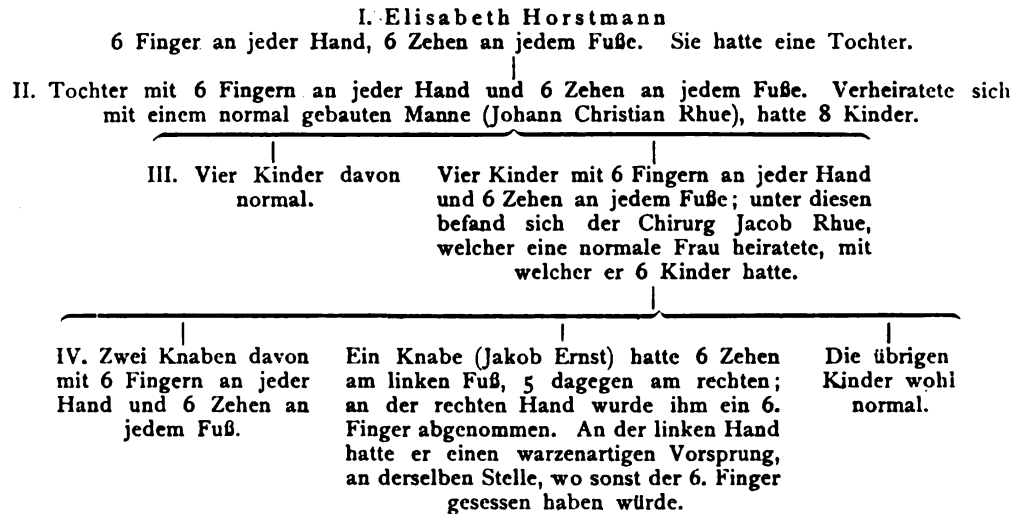 I. Elisabeth Horstmann
6 Finger an jeder Hand, 6 Zehen an jedem Fuße. Sie hatte eine Tochter.
II. Tochter mit 6 Fingern an jeder Hand und 6 Zehen an jedem Fuße. Verheiratete sich
mit einem normal gebauten Manne (Johann Christian Rhue), hatte 8 Kinder.
III. Vier Kinder davon
normal.
Vier Kinder mit 6 Fingern an jeder Hand
und 6 Zehen an jedem Fuße; unter diesen
befand sich der Chirurg Jacob Rhue,
welcher eine normale Frau heiratete, mit
welcher er 6 Kinder hatte.
IV. Zwei Knaben davon
mit 6 Fingern an jeder
Hand und 6 Zehen an
jedem Fuß.
Ein Knabe (Jakob Ernst) hatte 6 Zehen
am linken Fuß, 5 dagegen am rechten;
an der rechten Hand wurde ihm ein 6.
Finger abgenommen. An der linken Hand
hatte er einen warzenartigen Vorsprung,
an derselben Stelle, wo sonst der 6. Finger
gesessen haben würde.
Die übrigen
Kinder wohl
normal.